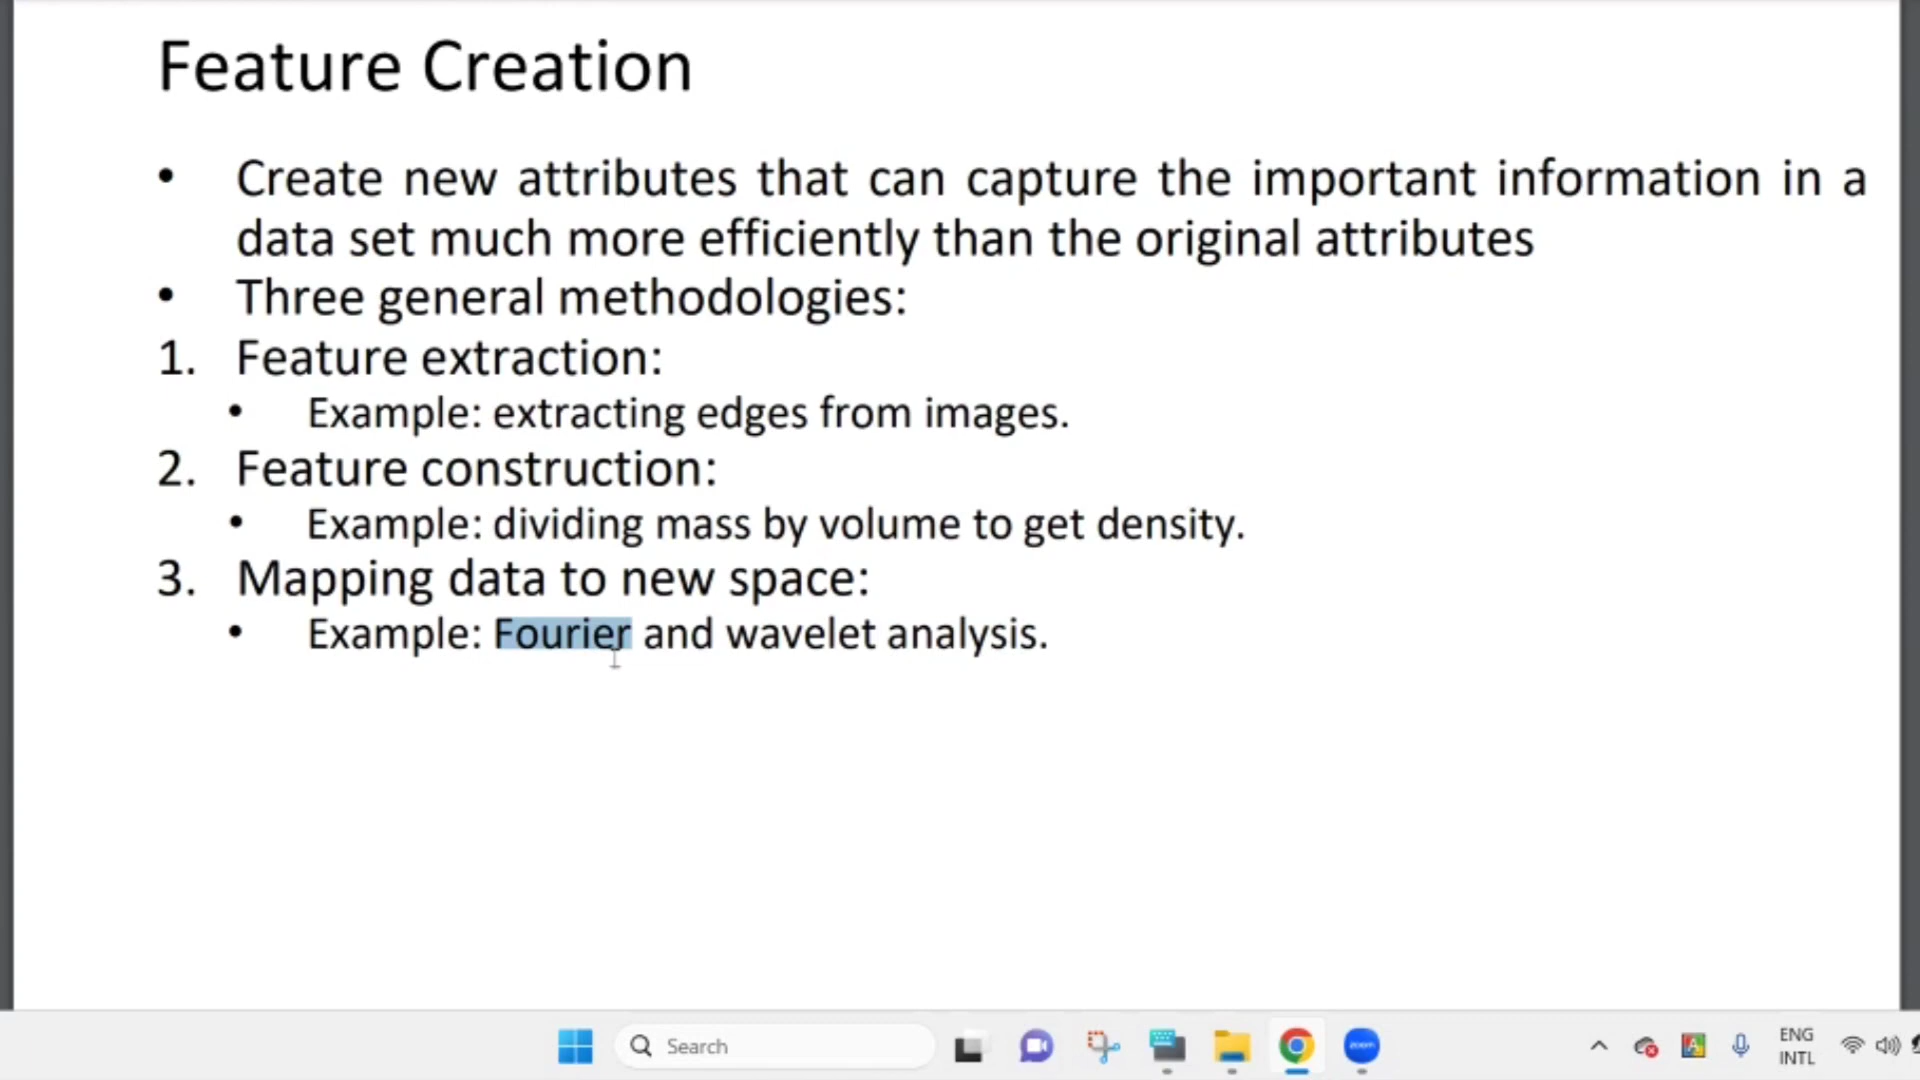 Feature Creation
• Create new attributes that can capture the important information in a
data set much more efficiently than the original attributes
• Three general methodologies:
1. Feature extraction:
• Example: extracting edges from images.
2. Feature construction:
• Example: dividing mass by volume to get density.
3. Mapping data to new space:
• Example: Fourier and wavelet analysis.
Search
zoom
ENG
INTL